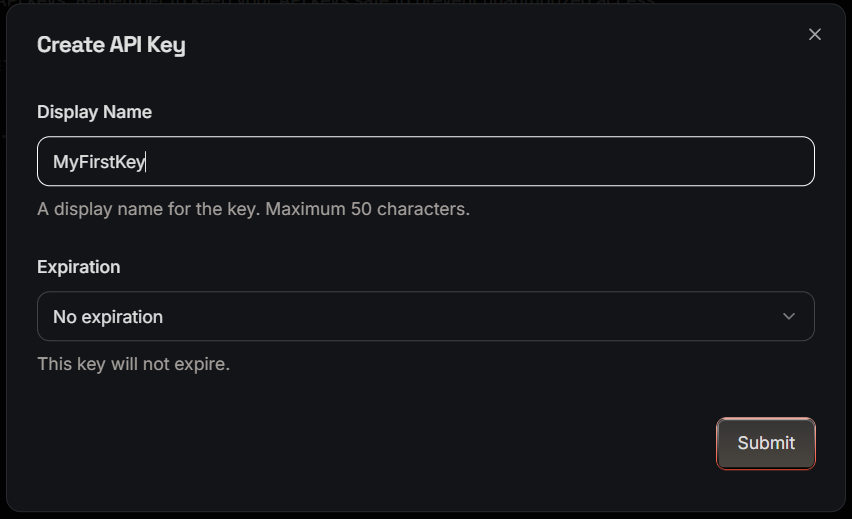 Create API Key
Display Name
MyFirstKey
A display name for the key. Maximum 50 characters.
Expiration
No expiration
This key will not expire.
Submit